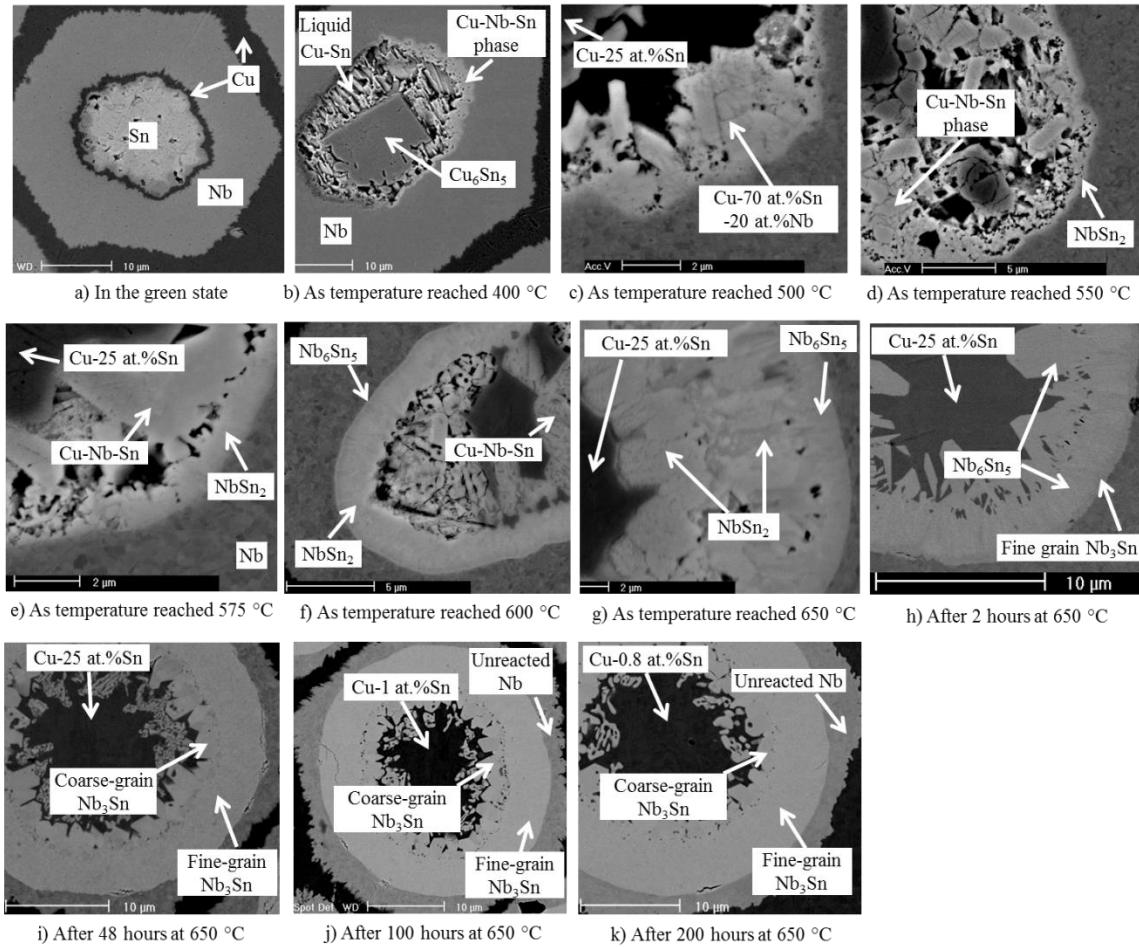 Cu
Sn
Nb
WD
10 µm
a) In the green state
Liquid
Cu-Sn
Cu-Nb-Sn
phase
Cu6Sn5
Nb
10 µm
b) As temperature reached 400 °C
Cu-25 at.%Sn
Cu-70 at.%Sn
-20 at.%Nb
Acc.V
2 µm
c) As temperature reached 500 °C
Cu-Nb-Sn
phase
NbSn2
Acc.V
5 µm
d) As temperature reached 550 °C
Cu-25 at.%Sn
Cu-Nb-Sn
NbSn2
Nb
2 µm
e) As temperature reached 575 °C
Nb6Sn5
Cu-Nb-Sn
NbSn2
5 µm
f) As temperature reached 600 °C
Cu-25 at.%Sn
Nb6Sn5
NbSn2
2 µm
g) As temperature reached 650 °C
Cu-25 at.%Sn
Nb6Sn5
Fine grain Nb3Sn
10 µm
h) After 2 hours at 650 °C
Cu-25 at.%Sn
Coarse-grain
Nb3Sn
Fine-grain
Nb3Sn
10 µm
i) After 48 hours at 650 °C
Unreacted
Nb
Cu-1 at.%Sn
Coarse-grain
Nb3Sn
Fine-grain
Nb3Sn
Spot Det WD
10 µm
j) After 100 hours at 650 °C
Cu-0.8 at.%Sn
Unreacted Nb
Coarse-grain
Nb3Sn
Fine-grain
Nb3Sn
10 µm
k) After 200 hours at 650 °C